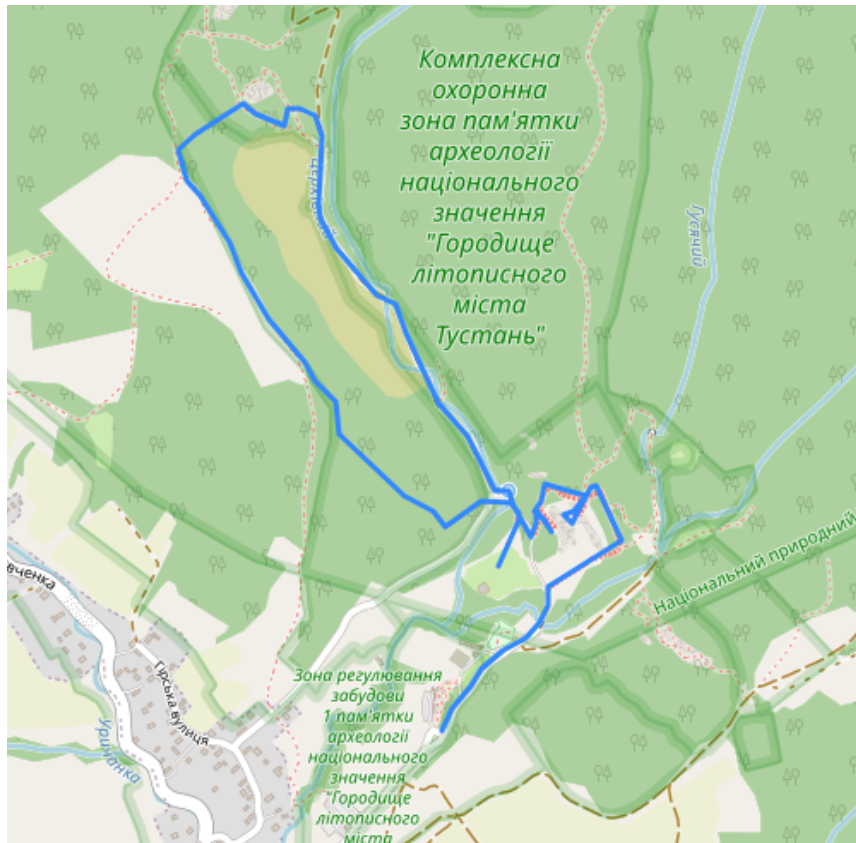 Комплексна
охоронна
зона пам'ятки
археології
національного
значення
"Городище
літописного
міста
Тустань"
Гусячий
Національний природний
вченка
Гірська вулиця
Уричанка
Зона регулювання
забудови
1 пам'ятки
археології
національного
значення
"Городище
літописного
міста